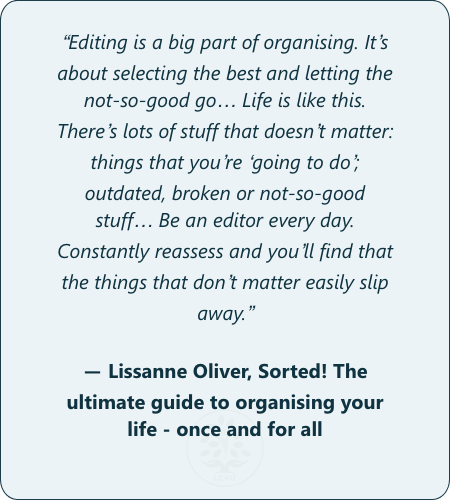 “Editing is a big part of organising. It’s
about selecting the best and letting the
not-so-good go… Life is like this.
There’s lots of stuff that doesn’t matter:
things that you’re ‘going to do’;
outdated, broken or not-so-good
stuff… Be an editor every day.
Constantly reassess and you’ll find that
the things that don’t matter easily slip
away.”
— Lissanne Oliver, Sorted! The
ultimate guide to organising your
life - once and for all